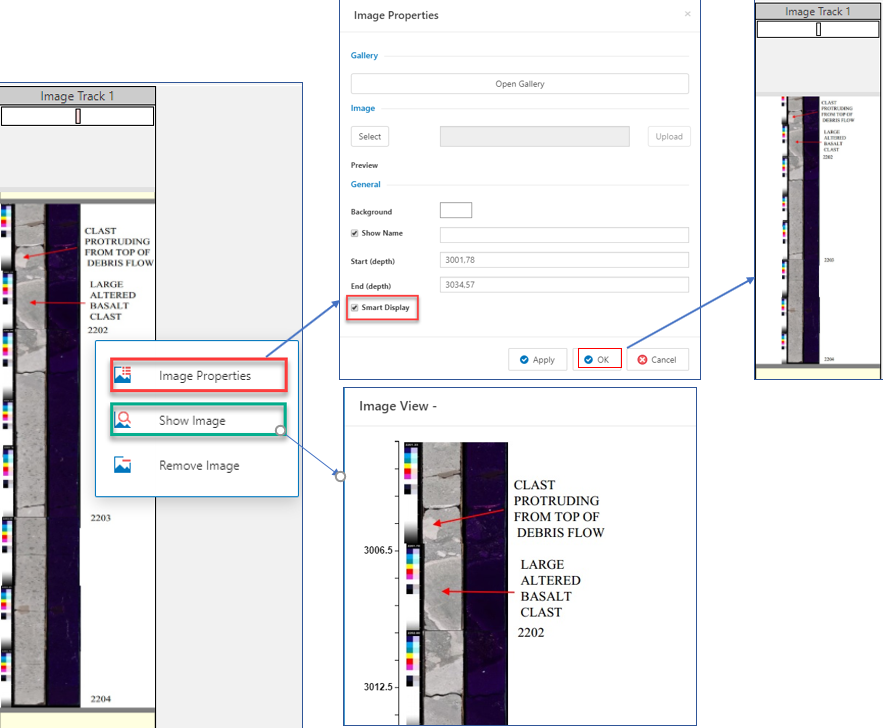 Image Track 1
CLAST
PROTRUDING
FROM TOP OF
DEBRIS FLOW
LARGE
ALTERED
BASALT
CLAST
2202
2203
2204
Image Properties
Show Image
Remove Image
Image Properties
×
Gallery
Open Gallery
Image
Select
Upload
Preview
General
Background
Show Name
Start (depth)
3001,78
End (depth)
3034,57
Smart Display
Apply
OK
Cancel
Image View -
3006.5
3012.5
CLAST
PROTRUDING
FROM TOP OF
DEBRIS FLOW
LARGE
ALTERED
BASALT
CLAST
2202
Image Track 1
CLAST
PROTRUDING
FROM TOP OF
DEBRIS FLOW
LARGE
ALTERED
BASALT
CLAST
2202
2203
2204